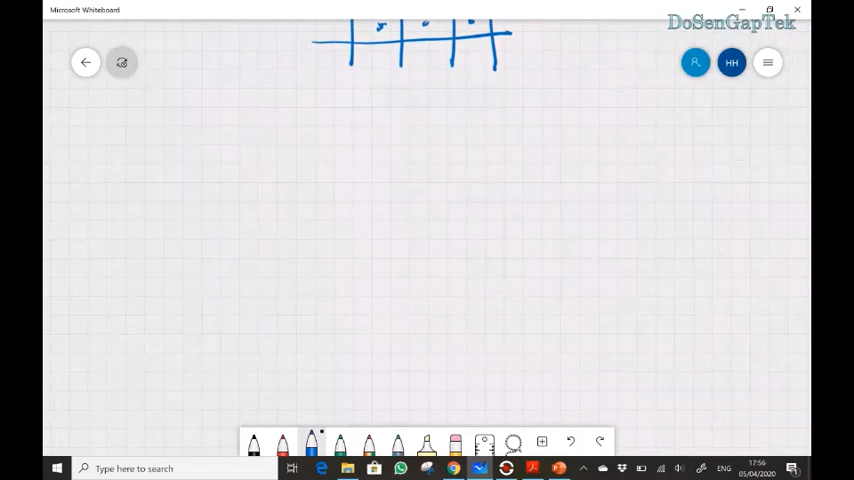 Microsoft Whiteboard
DoSenGapTek
HH
Type here to search
ENG
17:56
05/04/2020